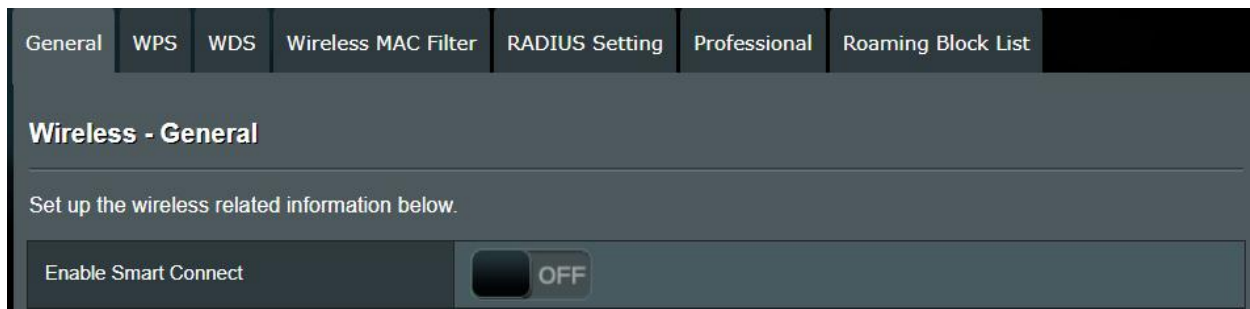 General WPS WDS Wireless MAC Filter RADIUS Setting Professional Roaming Block List
Wireless - General
Set up the wireless related information below.
Enable Smart Connect OFF